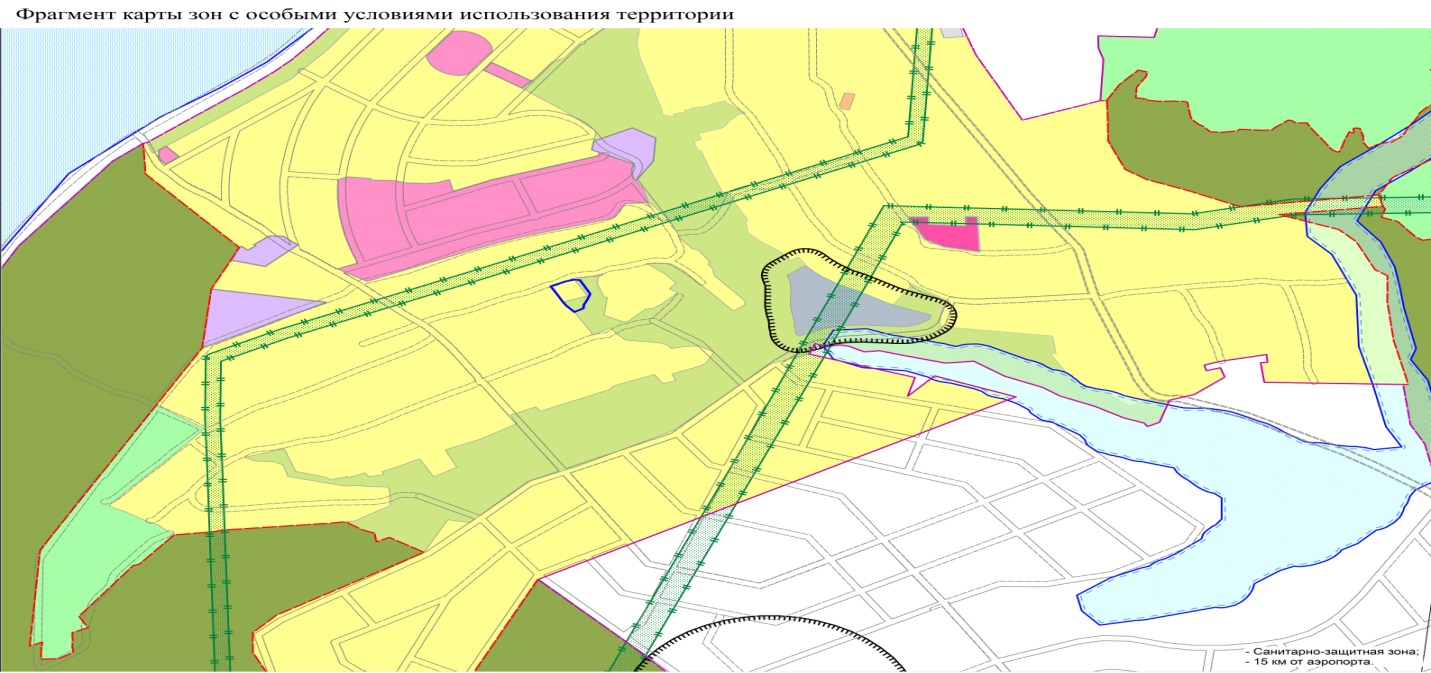 Фрагмент карты зон с особыми условиями использования территории
- Санитарно-защитная зона;
- 15 км от аэропорта.